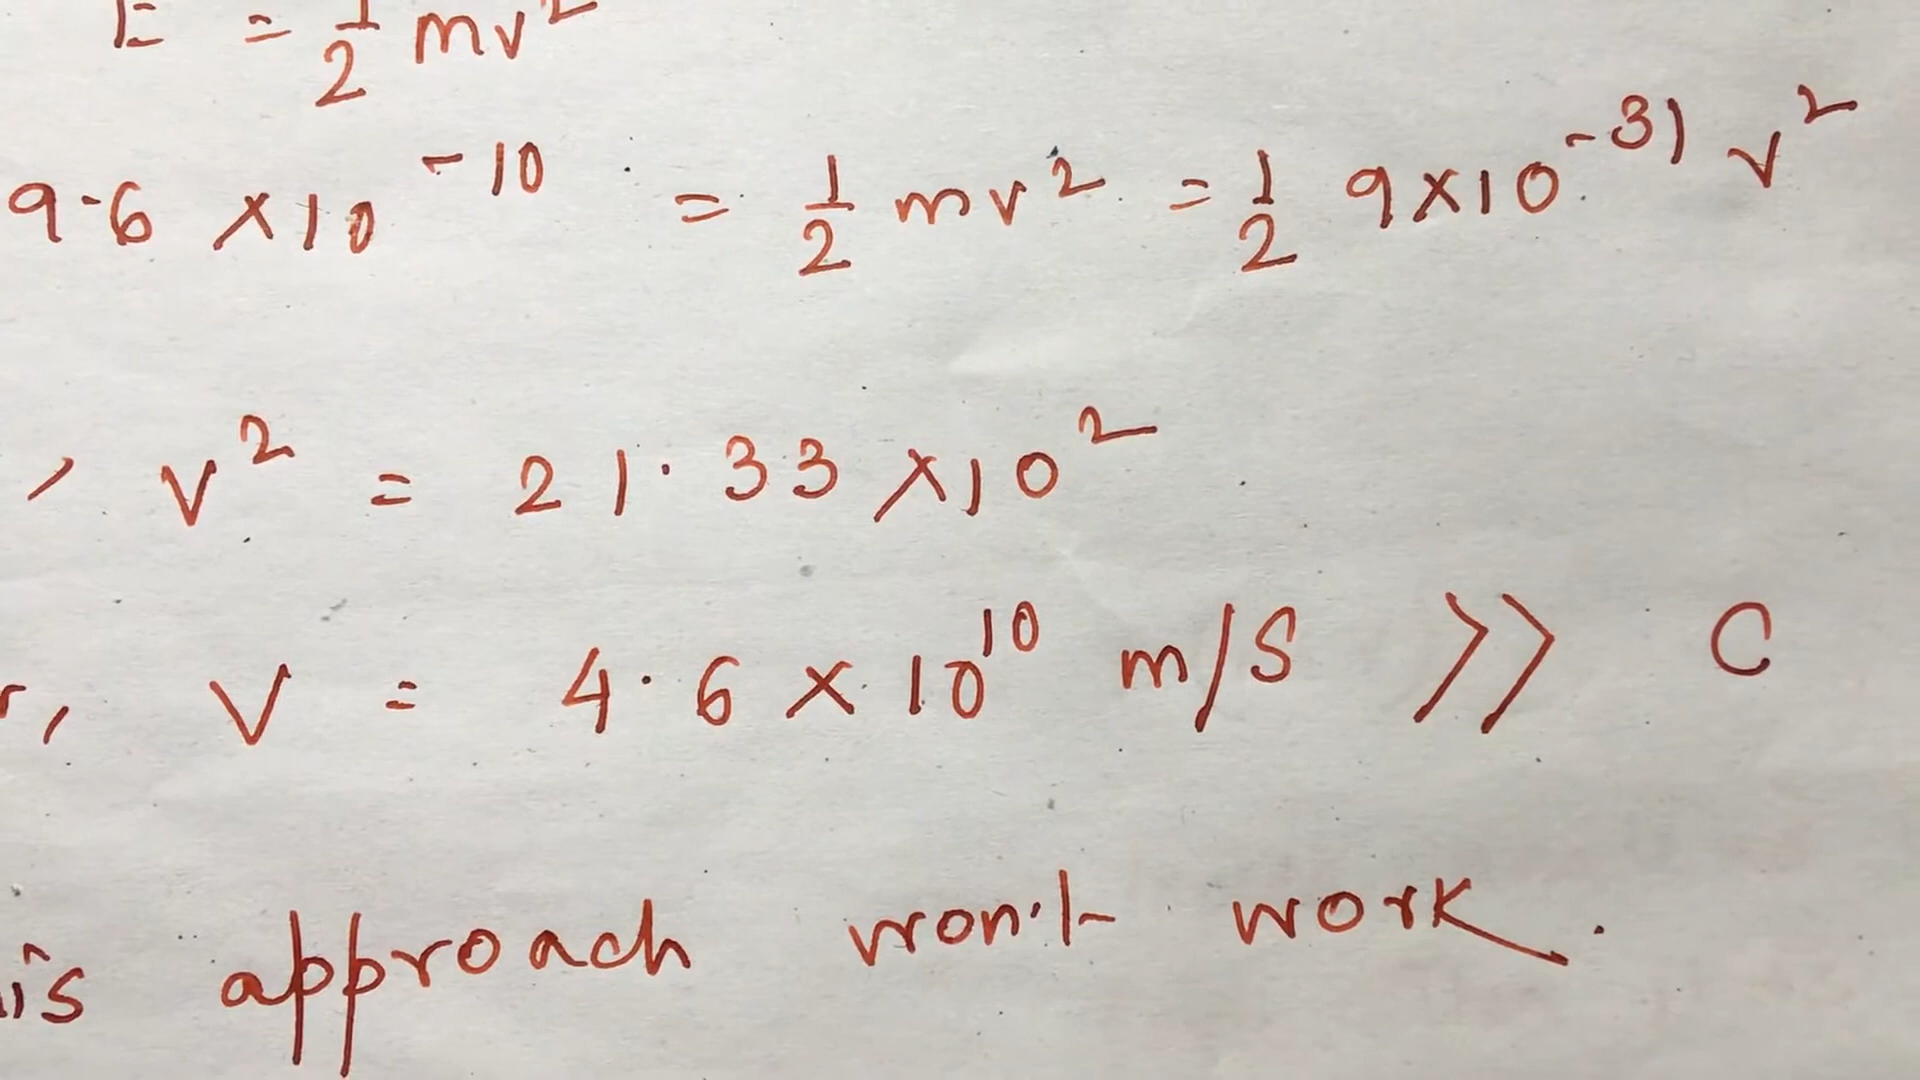 E = 1/2 mv²
9.6 × 10⁻¹⁰ = 1/2 mv² = 1/2 9×10⁻³¹ v²
, v² = 21.33 × 10²
r, v = 4.6 × 10¹⁰ m/s >> C
is approach won't work.